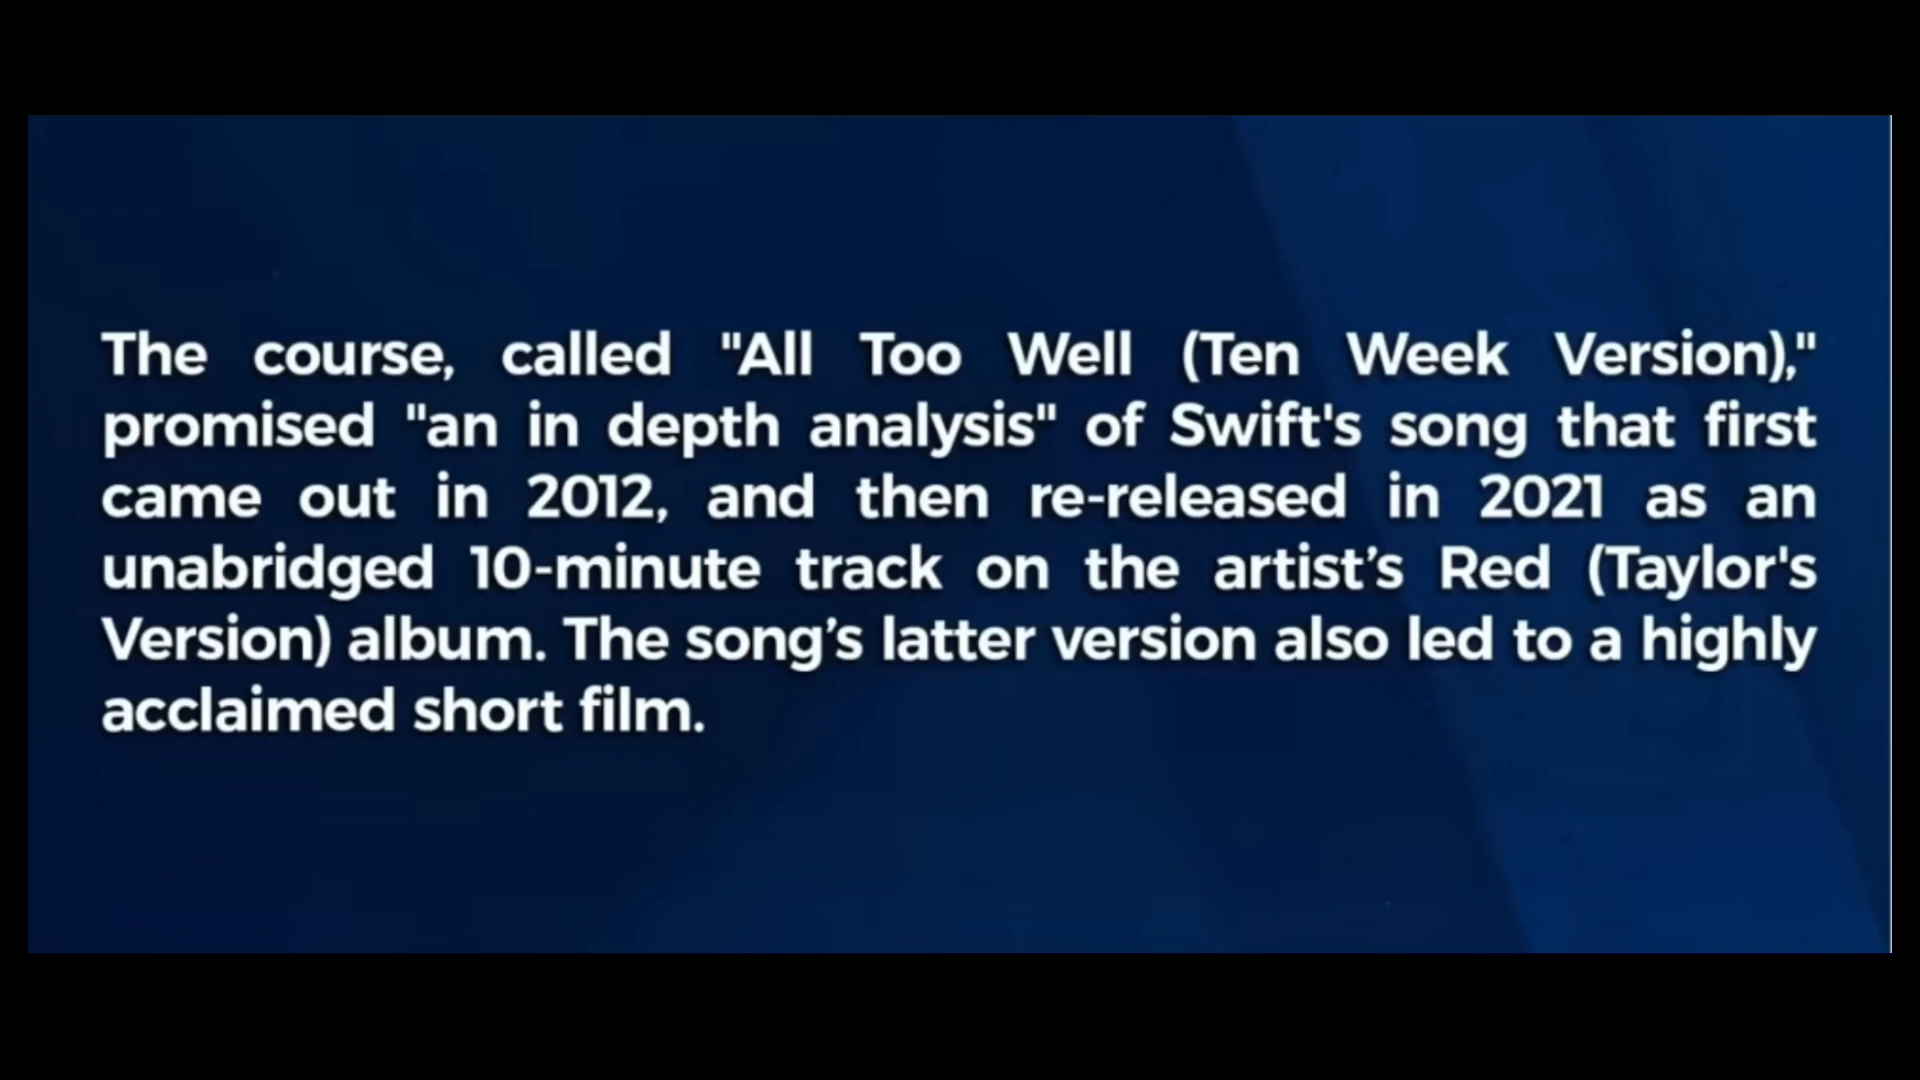 The course, called "All Too Well (Ten Week Version),"
promised "an in depth analysis" of Swift's song that first
came out in 2012, and then re-released in 2021 as an
unabridged 10-minute track on the artist’s Red (Taylor's
Version) album. The song’s latter version also led to a highly
acclaimed short film.